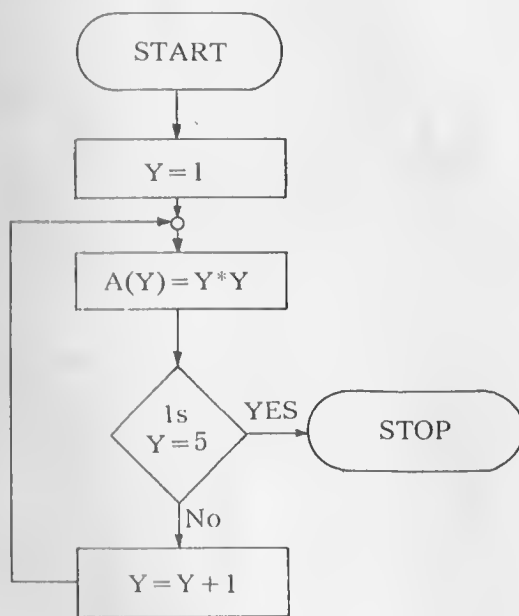 START
Y=1
A(Y)=Y*Y
Is
Y=5
YES
STOP
No
Y=Y+1